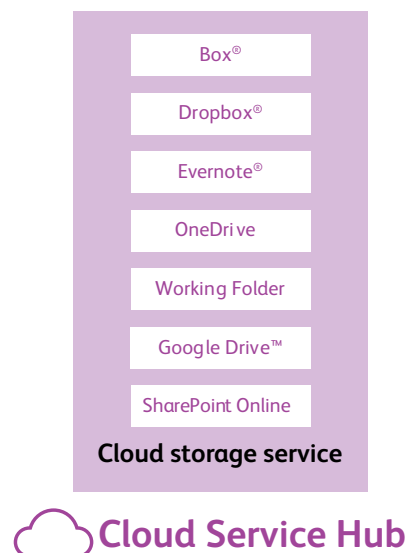 Box®
Dropbox®
Evernote®
OneDrive
Working Folder
Google Drive™
SharePoint Online
Cloud storage service
Cloud Service Hub